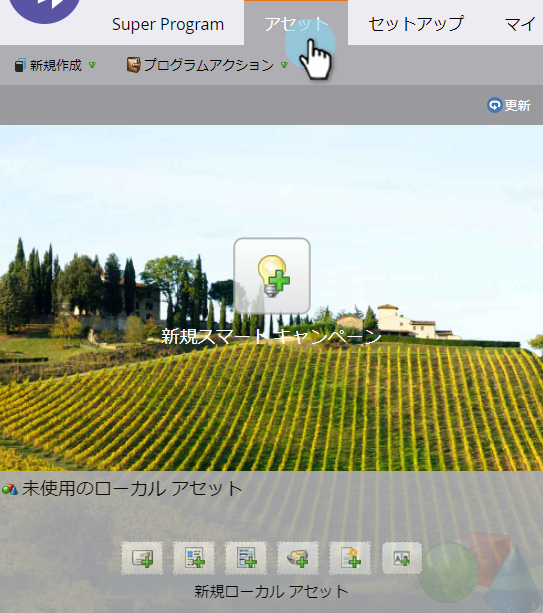 Super Program アセット セットアップ マイ
新規作成 プログラムアクション
更新
新規スマート キャンペーン
未使用のローカル アセット
新規ローカル アセット